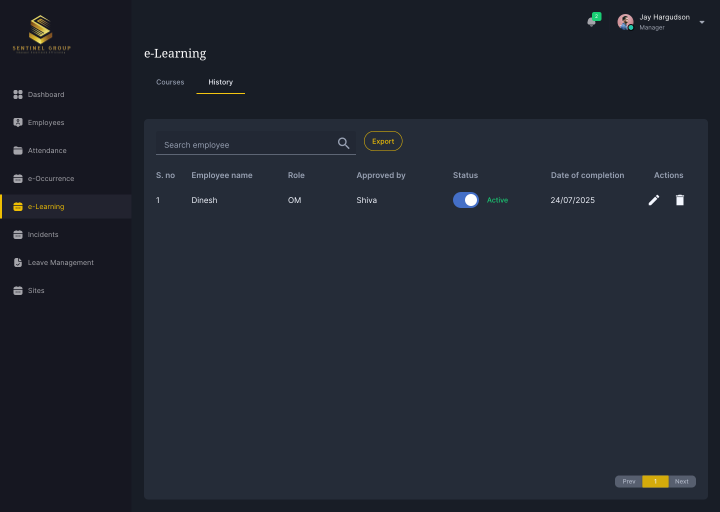 SENTINEL GROUP
2
Jay Hargudson
Manager
e-Learning
Courses
History
Dashboard
Employees
Attendance
e-Occurrence
e-Learning
Incidents
Leave Management
Sites
Search employee
Export
S. no Employee name Role Approved by Status Date of completion Actions
1 Dinesh OM Shiva Active 24/07/2025
Prev 1 Next